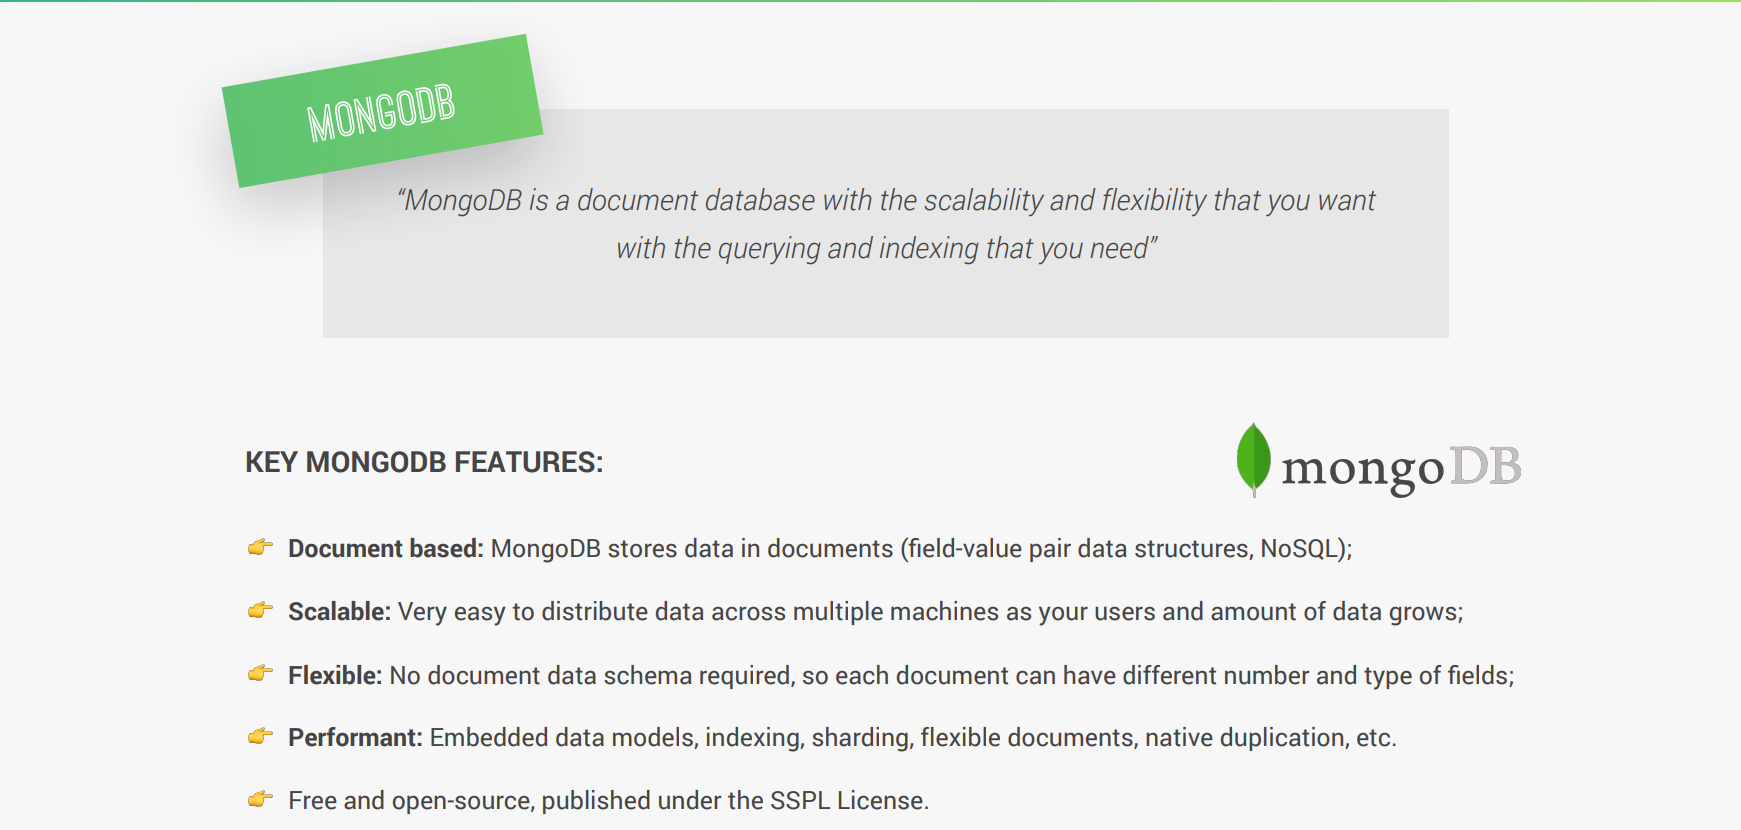 MONGODB
“MongoDB is a document database with the scalability and flexibility that you want
with the querying and indexing that you need”
KEY MONGODB FEATURES:
mongoDB
👉 Document based: MongoDB stores data in documents (field-value pair data structures, NoSQL);
👉 Scalable: Very easy to distribute data across multiple machines as your users and amount of data grows;
👉 Flexible: No document data schema required, so each document can have different number and type of fields;
👉 Performant: Embedded data models, indexing, sharding, flexible documents, native duplication, etc.
👉 Free and open-source, published under the SSPL License.